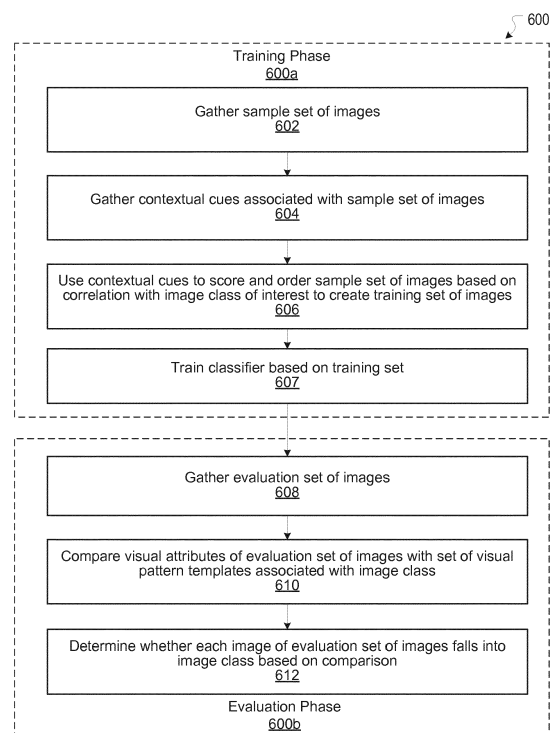 600
Training Phase
600a
Gather sample set of images
602
Gather contextual cues associated with sample set of images
604
Use contextual cues to score and order sample set of images based on
correlation with image class of interest to create training set of images
606
Train classifier based on training set
607
Gather evaluation set of images
608
Compare visual attributes of evaluation set of images with set of visual
pattern templates associated with image class
610
Determine whether each image of evaluation set of images falls into
image class based on comparison
612
Evaluation Phase
600b